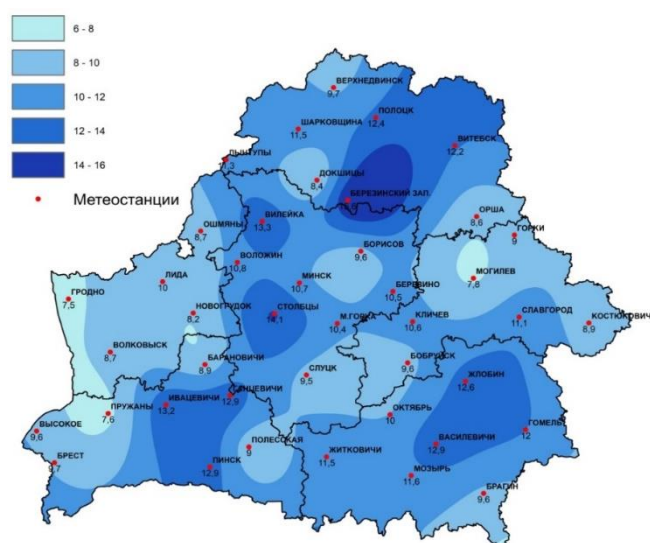 6 - 8
8 - 10
10 - 12
12 - 14
14 - 16
Метеостанции
ВЕРХНЕДВИНСК
9,7
ПОЛОЦК
12,4
ШАРКОВЩИНА
11,5
ВИТЕБСК
12,2
ЛЫНТУПЫ
ДОКШИЦЫ
8,4
БЕРЕЗИНСКИЙ ЗАП.
ОШМЯНЫ
8,7
ВИЛЕЙКА
13,3
ОРША
8,6
ГОРКИ
9
ВОЛОЖИН
10,8
БОРИСОВ
9,6
МОГИЛЕВ
7,8
ЛИДА
10
МИНСК
10,7
БЕРЕЗИНО
10,5
ГРОДНО
7,5
НОВОГРУДОК
8,2
СТОЛБЦЫ
М.ГОРКА
10,4
КЛИЧЕВ
10,6
СЛАВГОРОД
11,1
КОСТЮКОВИЧИ
8,9
ВОЛКОВЫСК
8,7
БАРАНОВИЧИ
8,9
СЛУЦК
9,5
БОБРУЙСК
9,6
ЖЛОБИН
12,6
ПРУЖАНЫ
7,6
ИВАЦЕВИЧИ
13,2
ГАНЦЕВИЧИ
12,9
ОКТЯБРЬ
10
ВЫСОКОЕ
9,6
ПОЛЕССКАЯ
9
ВАСИЛЕВИЧИ
12,9
ГОМЕЛЬ
12
БРЕСТ
9,7
ПИНСК
12,9
ЖИТКОВИЧИ
11,5
МОЗЫРЬ
11,6
БРАГИН
9,6